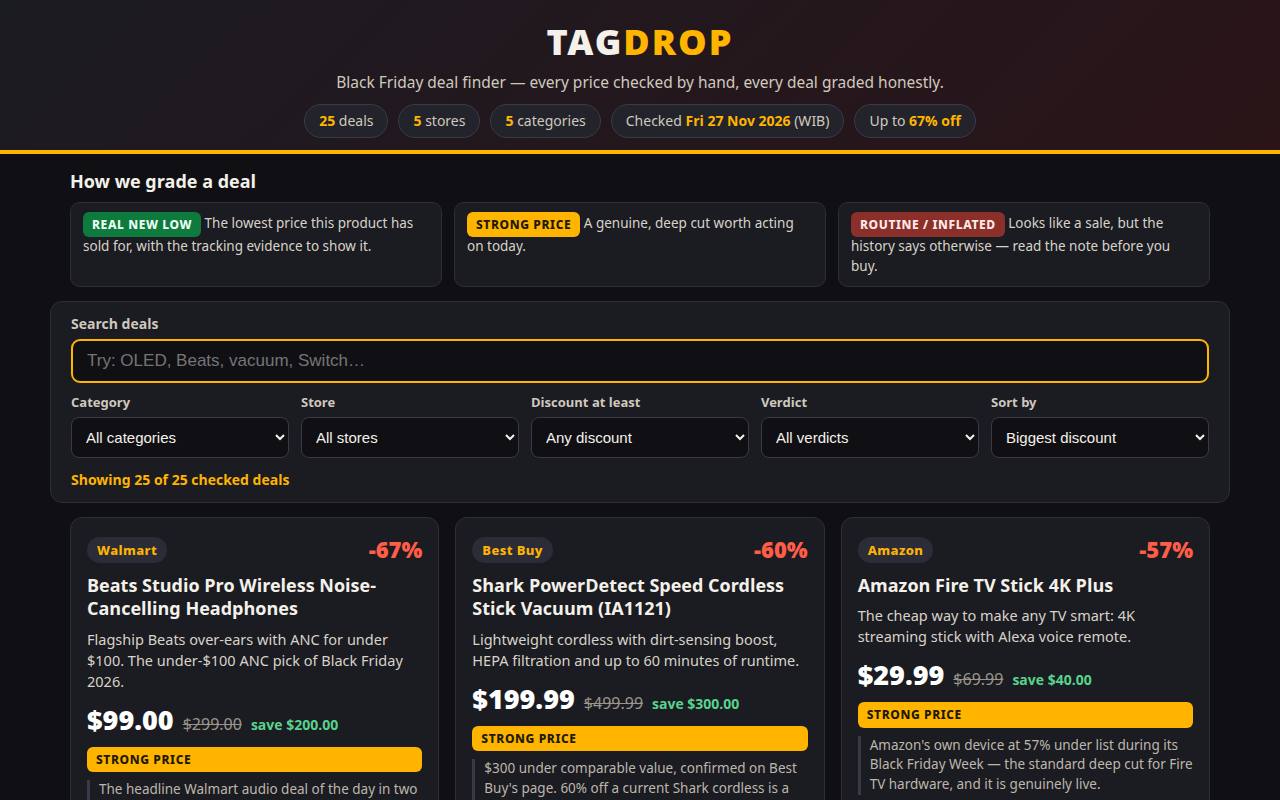 TAGDROP
Black Friday deal finder — every price checked by hand, every deal graded honestly.
25 deals
5 stores
5 categories
Checked Fri 27 Nov 2026 (WIB)
Up to 67% off
How we grade a deal
REAL NEW LOW The lowest price this product has
sold for, with the tracking evidence to show it.
STRONG PRICE A genuine, deep cut worth acting
on today.
ROUTINE / INFLATED Looks like a sale, but the
history says otherwise — read the note before you
buy.
Search deals
Try: OLED, Beats, vacuum, Switch…
Category
Store
Discount at least
Verdict
Sort by
All categories
All stores
Any discount
All verdicts
Biggest discount
Showing 25 of 25 checked deals
Walmart
-67%
Beats Studio Pro Wireless Noise-
Cancelling Headphones
Flagship Beats over-ears with ANC for under
$100. The under-$100 ANC pick of Black Friday
2026.
$99.00 $299.00 save $200.00
STRONG PRICE
The headline Walmart audio deal of the day in two
Best Buy
-60%
Shark PowerDetect Speed Cordless
Stick Vacuum (IA1121)
Lightweight cordless with dirt-sensing boost,
HEPA filtration and up to 60 minutes of runtime.
$199.99 $499.99 save $300.00
STRONG PRICE
$300 under comparable value, confirmed on Best
Buy's page. 60% off a current Shark cordless is a
Amazon
-57%
Amazon Fire TV Stick 4K Plus
The cheap way to make any TV smart: 4K
streaming stick with Alexa voice remote.
$29.99 $69.99 save $40.00
STRONG PRICE
Amazon's own device at 57% under list during its
Black Friday Week — the standard deep cut for Fire
TV hardware, and it is genuinely live.